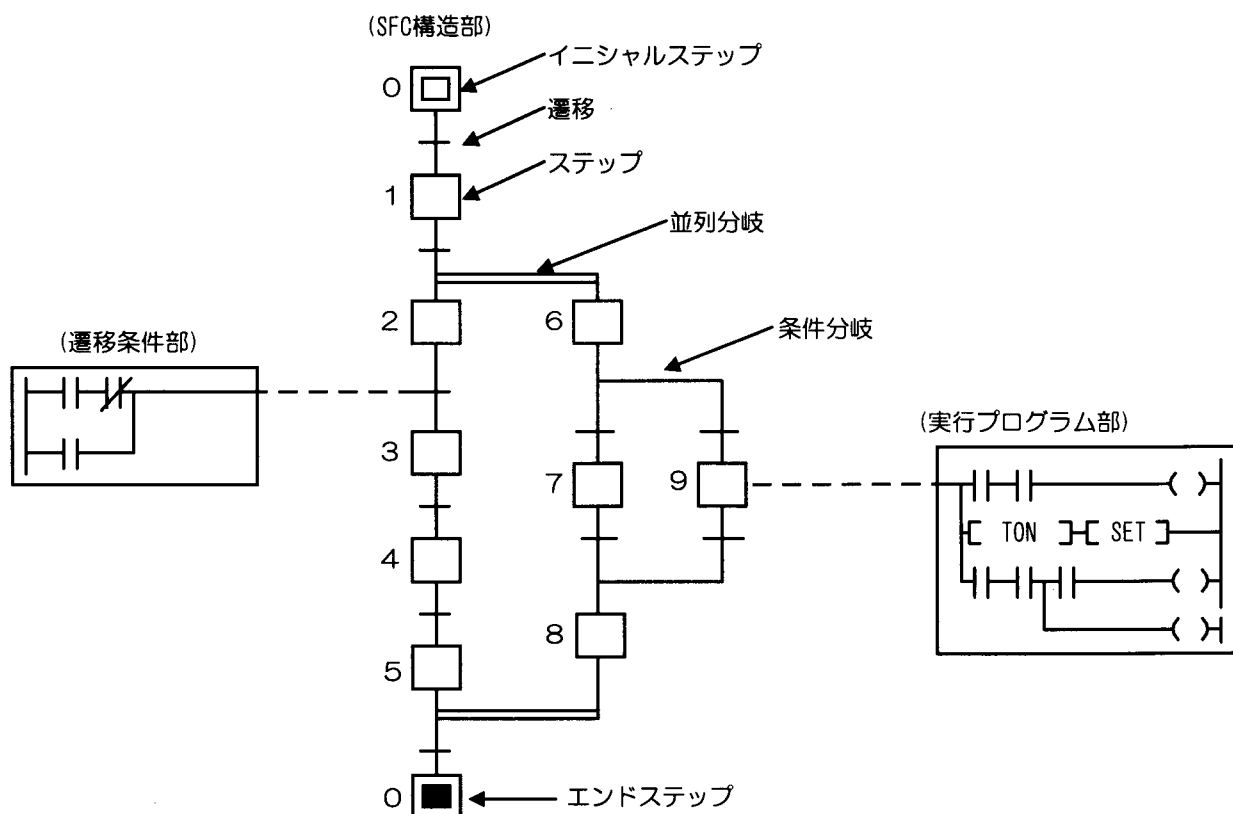 (SFC構造部)
イニシャルステップ
0
遷移
ステップ
1
並列分岐
2
6
条件分岐
(遷移条件部)
(実行プログラム部)
3
7
9
TON
SET
4
8
5
0
エンドステップ